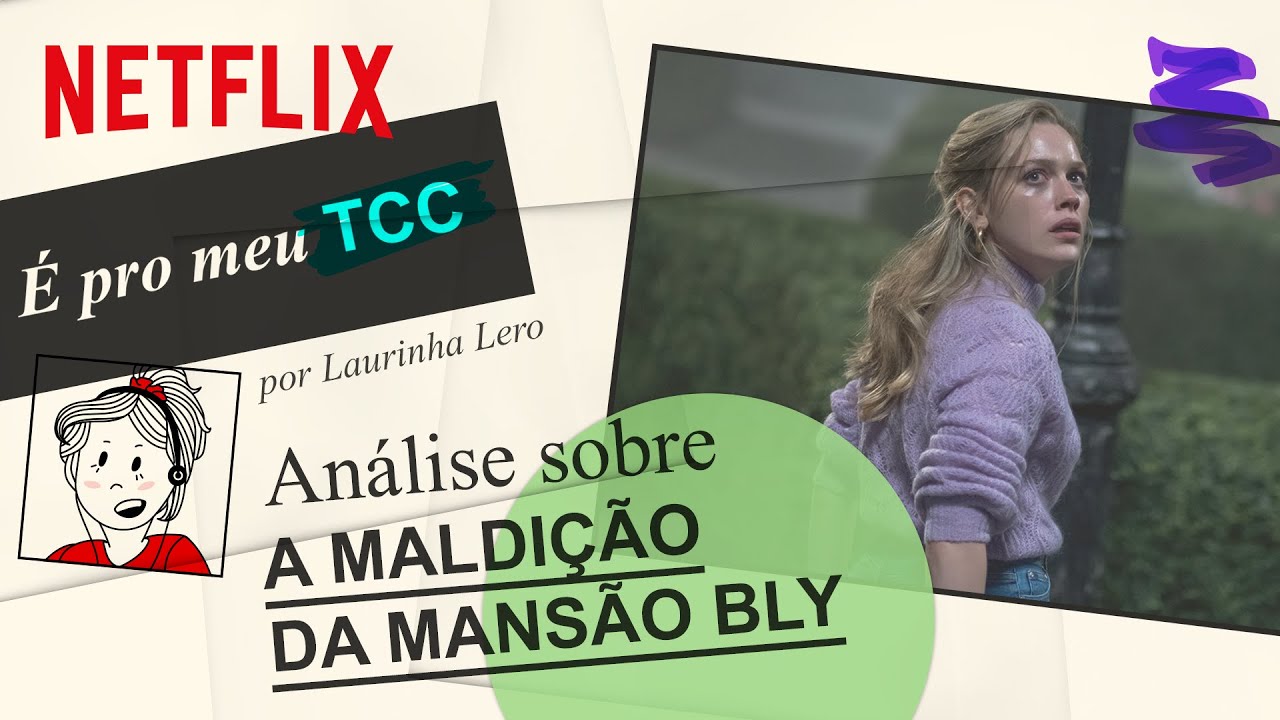 NETFLIX
É pro meu TCC
por Laurinha Lero
Análise sobre
A MALDIÇÃO
DA MANSÃO BLY